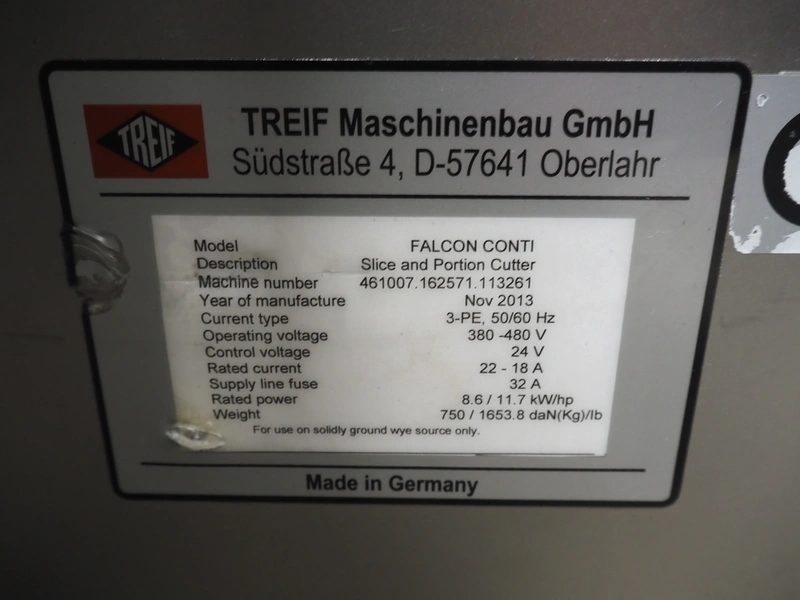 TREIF
TREIF Maschinenbau GmbH
Südstraße 4, D-57641 Oberlahr
Model FALCON CONTI
Description Slice and Portion Cutter
Machine number 461007.162571.113261
Year of manufacture Nov 2013
Current type 3-PE, 50/60 Hz
Operating voltage 380 -480 V
Control voltage 24 V
Rated current 22 - 18 A
Supply line fuse 32 A
Rated power 8.6 / 11.7 kW/hp
Weight 750 / 1653.8 daN(Kg)/lb
For use on solidly ground wye source only.
Made in Germany